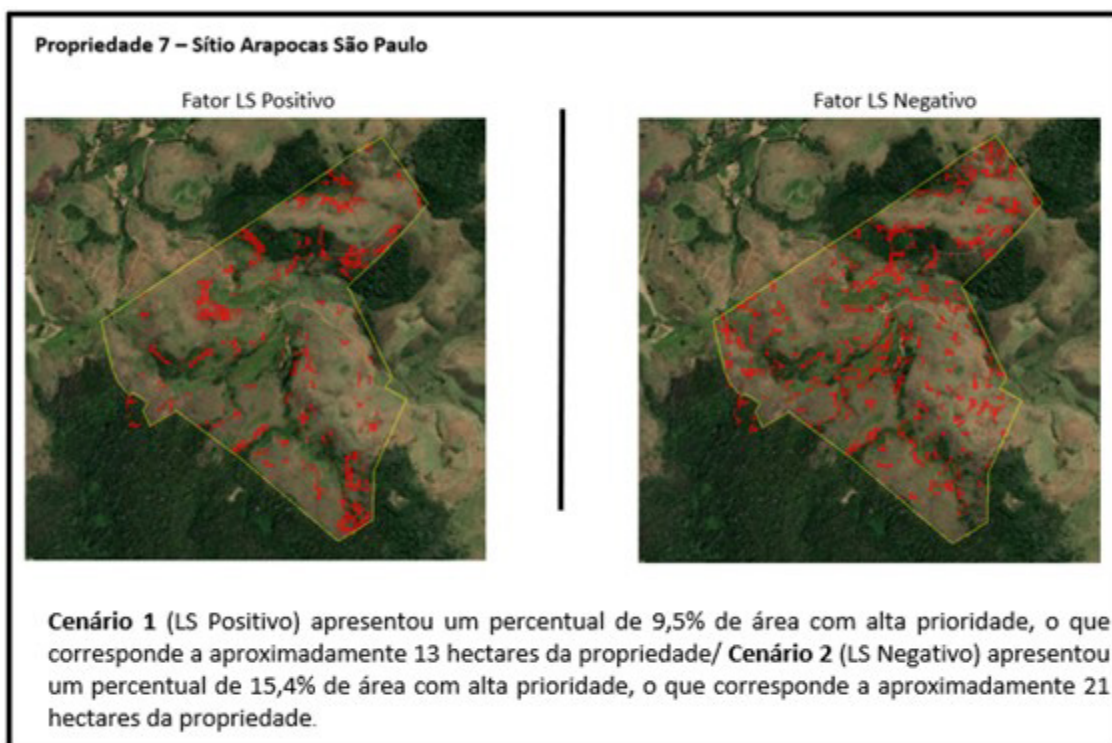 Propriedade 7 – Sítio Arapocas São Paulo
Fator LS Positivo
Fator LS Negativo
Cenário 1 (LS Positivo) apresentou um percentual de 9,5% de área com alta prioridade, o que
corresponde a aproximadamente 13 hectares da propriedade/ Cenário 2 (LS Negativo) apresentou
um percentual de 15,4% de área com alta prioridade, o que corresponde a aproximadamente 21
hectares da propriedade.